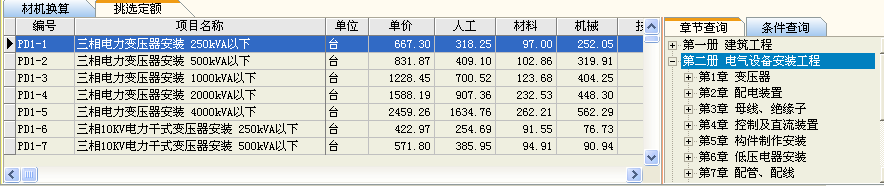 材机换算 挑选定额
编号 项目名称 单位 单价 人工 材料 机械
PD1-1 三相电力变压器安装 250kVA以下 台 667.30 318.25 97.00 252.05
PD1-2 三相电力变压器安装 500kVA以下 台 831.87 409.10 102.86 319.91
PD1-3 三相电力变压器安装 1000kVA以下 台 1228.45 700.52 123.68 404.25
PD1-4 三相电力变压器安装 2000kVA以下 台 1588.19 907.36 232.53 448.30
PD1-5 三相电力变压器安装 4000kVA以下 台 2459.26 1634.76 262.21 562.29
PD1-6 三相10KV电力干式变压器安装 250kVA以下 台 422.97 254.69 91.55 76.73
PD1-7 三相10KV电力干式变压器安装 500kVA以下 台 571.80 385.95 94.91 90.94
章节查询 条件查询
第一册 建筑工程
第二册 电气设备安装工程
第1章 变压器
第2章 配电装置
第3章 母线、绝缘子
第4章 控制及直流装置
第5章 构件制作安装
第6章 低压电器安装
第7章 配管、配线